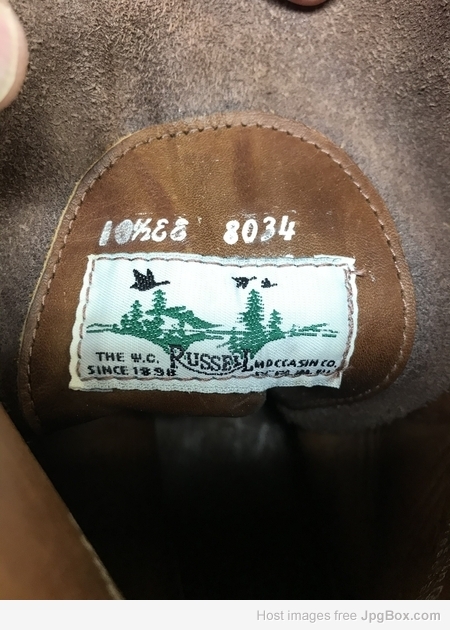 10½EE 8034
THE W.C. RUSSELL MOCCASIN CO.
SINCE 1898
Host images free JpgBox.com